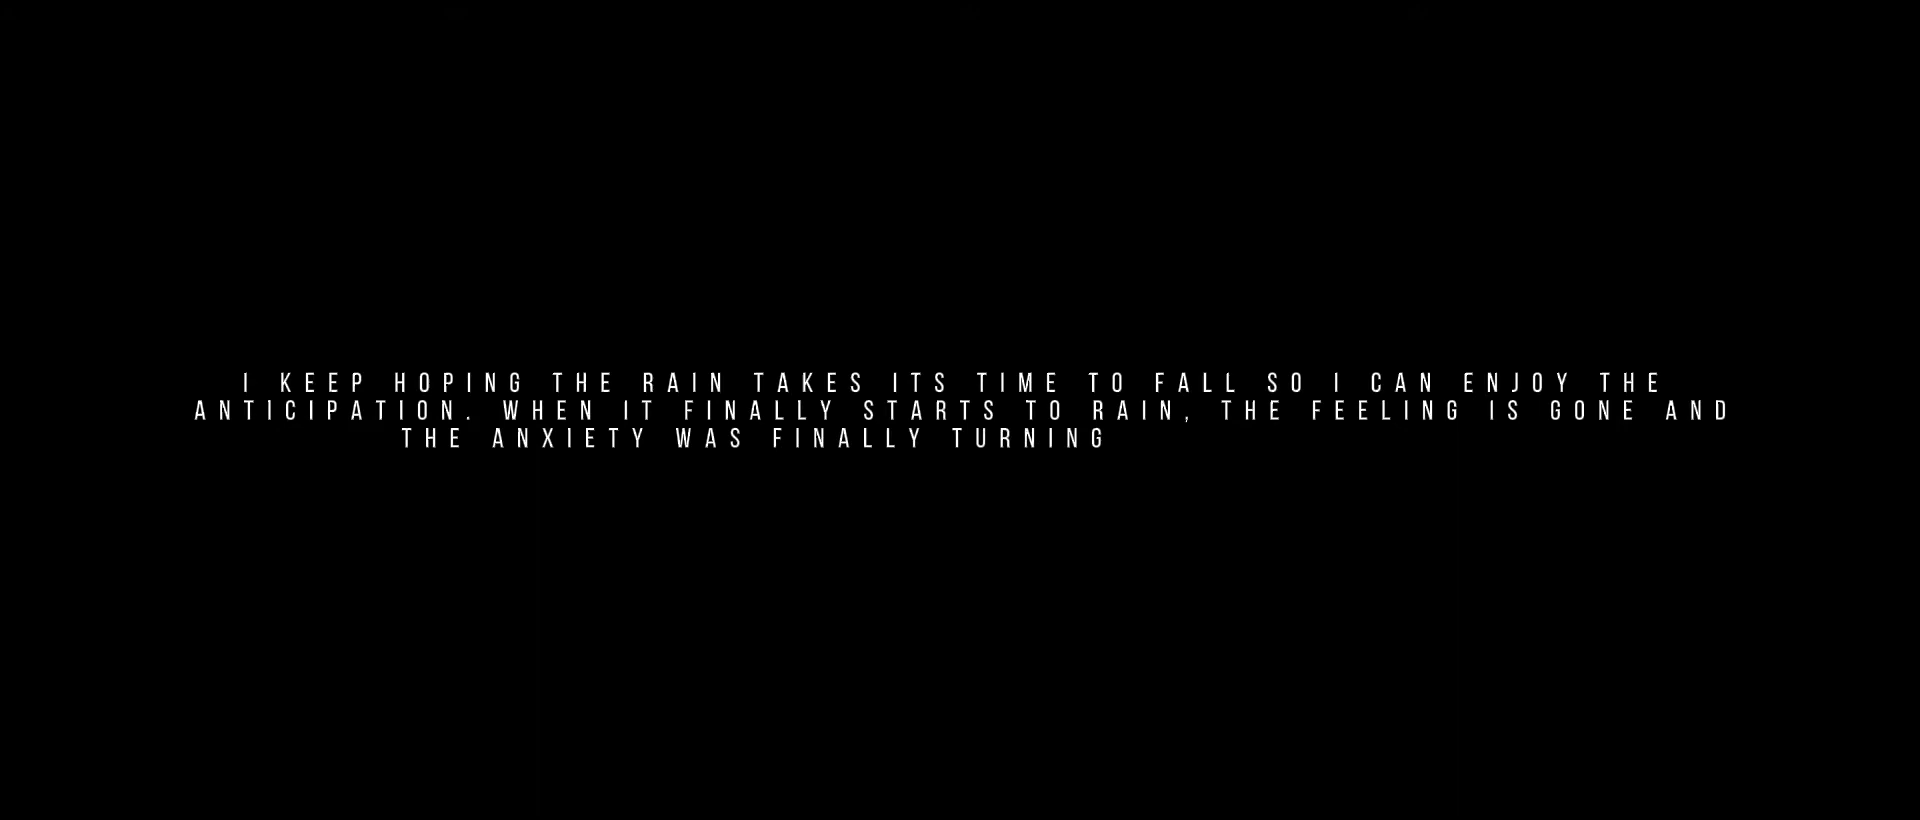 I KEEP HOPING THE RAIN TAKES ITS TIME TO FALL SO I CAN ENJOY THE
ANTICIPATION. WHEN IT FINALLY STARTS TO RAIN, THE FEELING IS GONE AND
THE ANXIETY WAS FINALLY TURNING